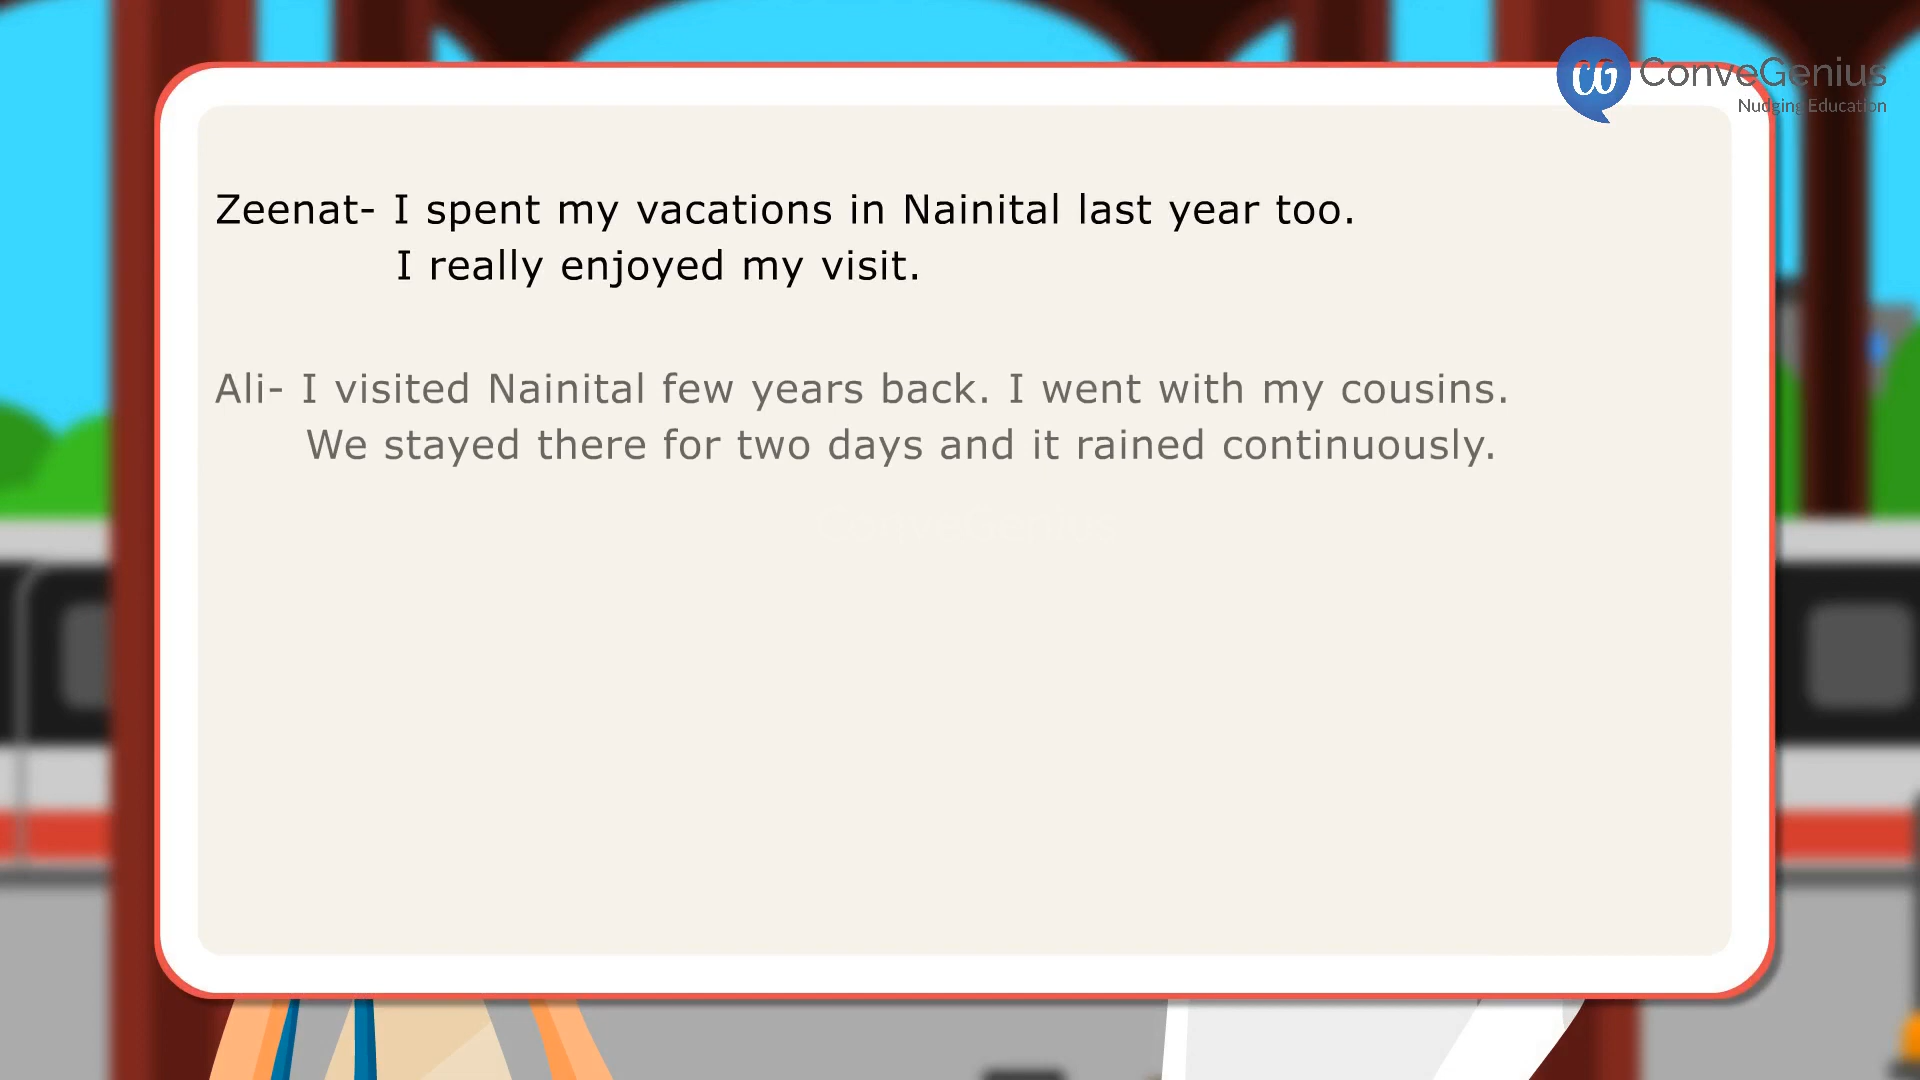 ConveGenius
Nudging Education
Zeenat- I spent my vacations in Nainital last year too.
I really enjoyed my visit.
Ali- I visited Nainital few years back. I went with my cousins.
We stayed there for two days and it rained continuously.
ConveGenius